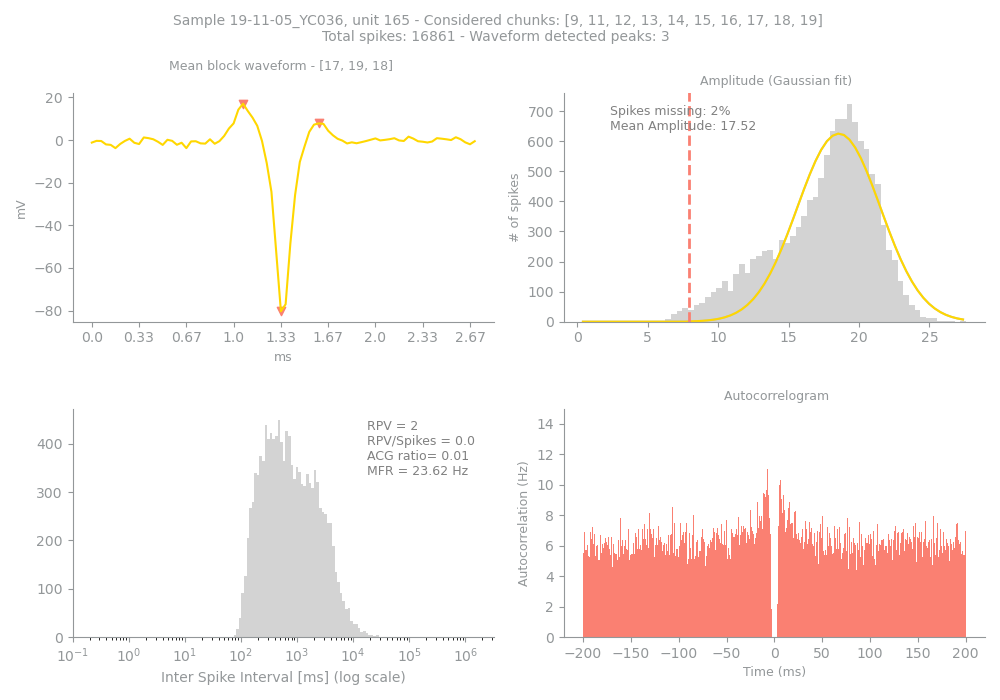 Sample 19-11-05_YC036, unit 165 - Considered chunks: [9, 11, 12, 13, 14, 15, 16, 17, 18, 19]
Total spikes: 16861 - Waveform detected peaks: 3
Mean block waveform - [17, 19, 18]
20
0
−20
−40
−60
−80
mV
0.0 0.33 0.67 1.0 1.33 1.67 2.0 2.33 2.67
ms
Amplitude (Gaussian fit)
Spikes missing: 2%
Mean Amplitude: 17.52
700
600
500
400
300
200
100
0
# of spikes
0 5 10 15 20 25
RPV = 2
RPV/Spikes = 0.0
ACG ratio= 0.01
MFR = 23.62 Hz
400
300
200
100
0
10⁻¹ 10⁰ 10¹ 10² 10³ 10⁴ 10⁵ 10⁶
Inter Spike Interval [ms] (log scale)
Autocorrelogram
14
12
10
8
6
4
2
0
Autocorrelation (Hz)
−200 −150 −100 −50 0 50 100 150 200
Time (ms)